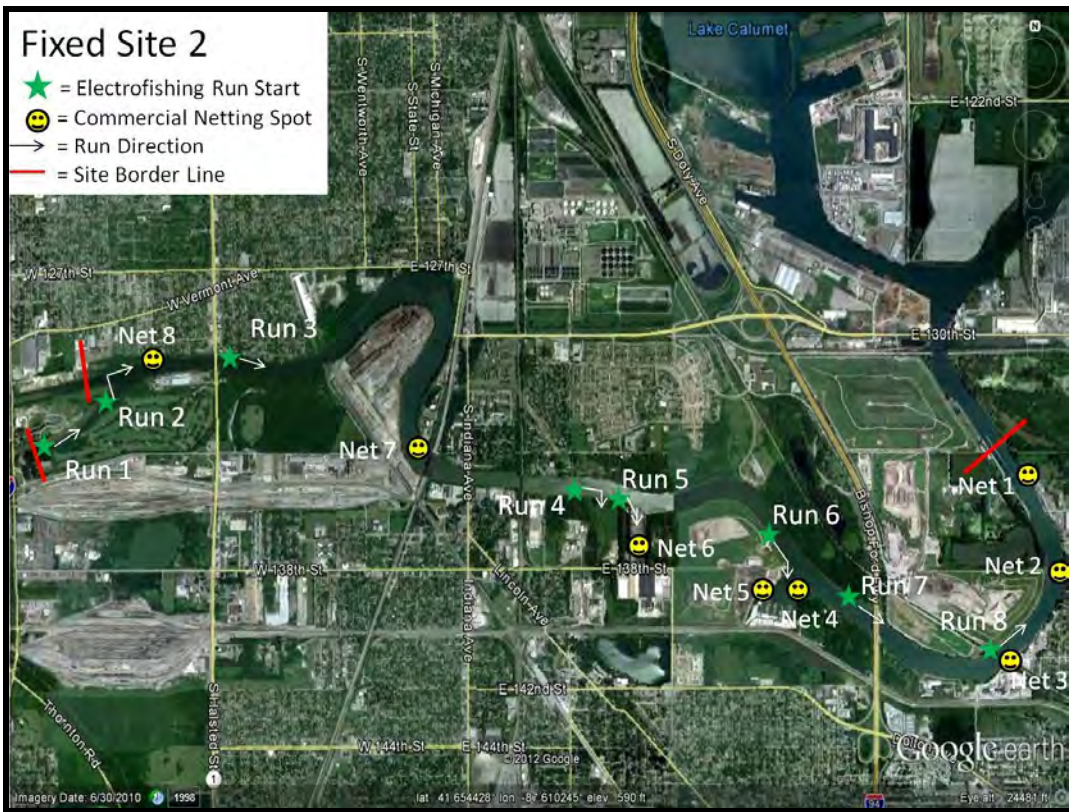 Fixed Site 2
= Electrofishing Run Start
= Commercial Netting Spot
= Run Direction
= Site Border Line
Lake Calumet
N
E 122nd St
S Wentworth Ave
S State St
S Michigan Ave
S Doty Ave
W 127th St
E 127th St
W Vermont Ave
Net 8
Run 3
E 130th St
Run 2
Run 1
Net 7
S Indiana Ave
Run 4
Run 5
Net 6
Run 6
Net 1
Bishop Ford Fwy
Net 2
W 138th St
E 138th St
Net 5
Net 4
Run 7
Run 8
Net 3
Lincoln Ave
Indiana Ave
E 142nd St
S Halsted St
Thornton Rd
W 144th St
E 144th St
© 2012 Google
Google earth
1
94
Imagery Date: 6/30/2010
1998
lat 41.654428° lon -87.610245° elev 590 ft
Eye alt 24481 ft